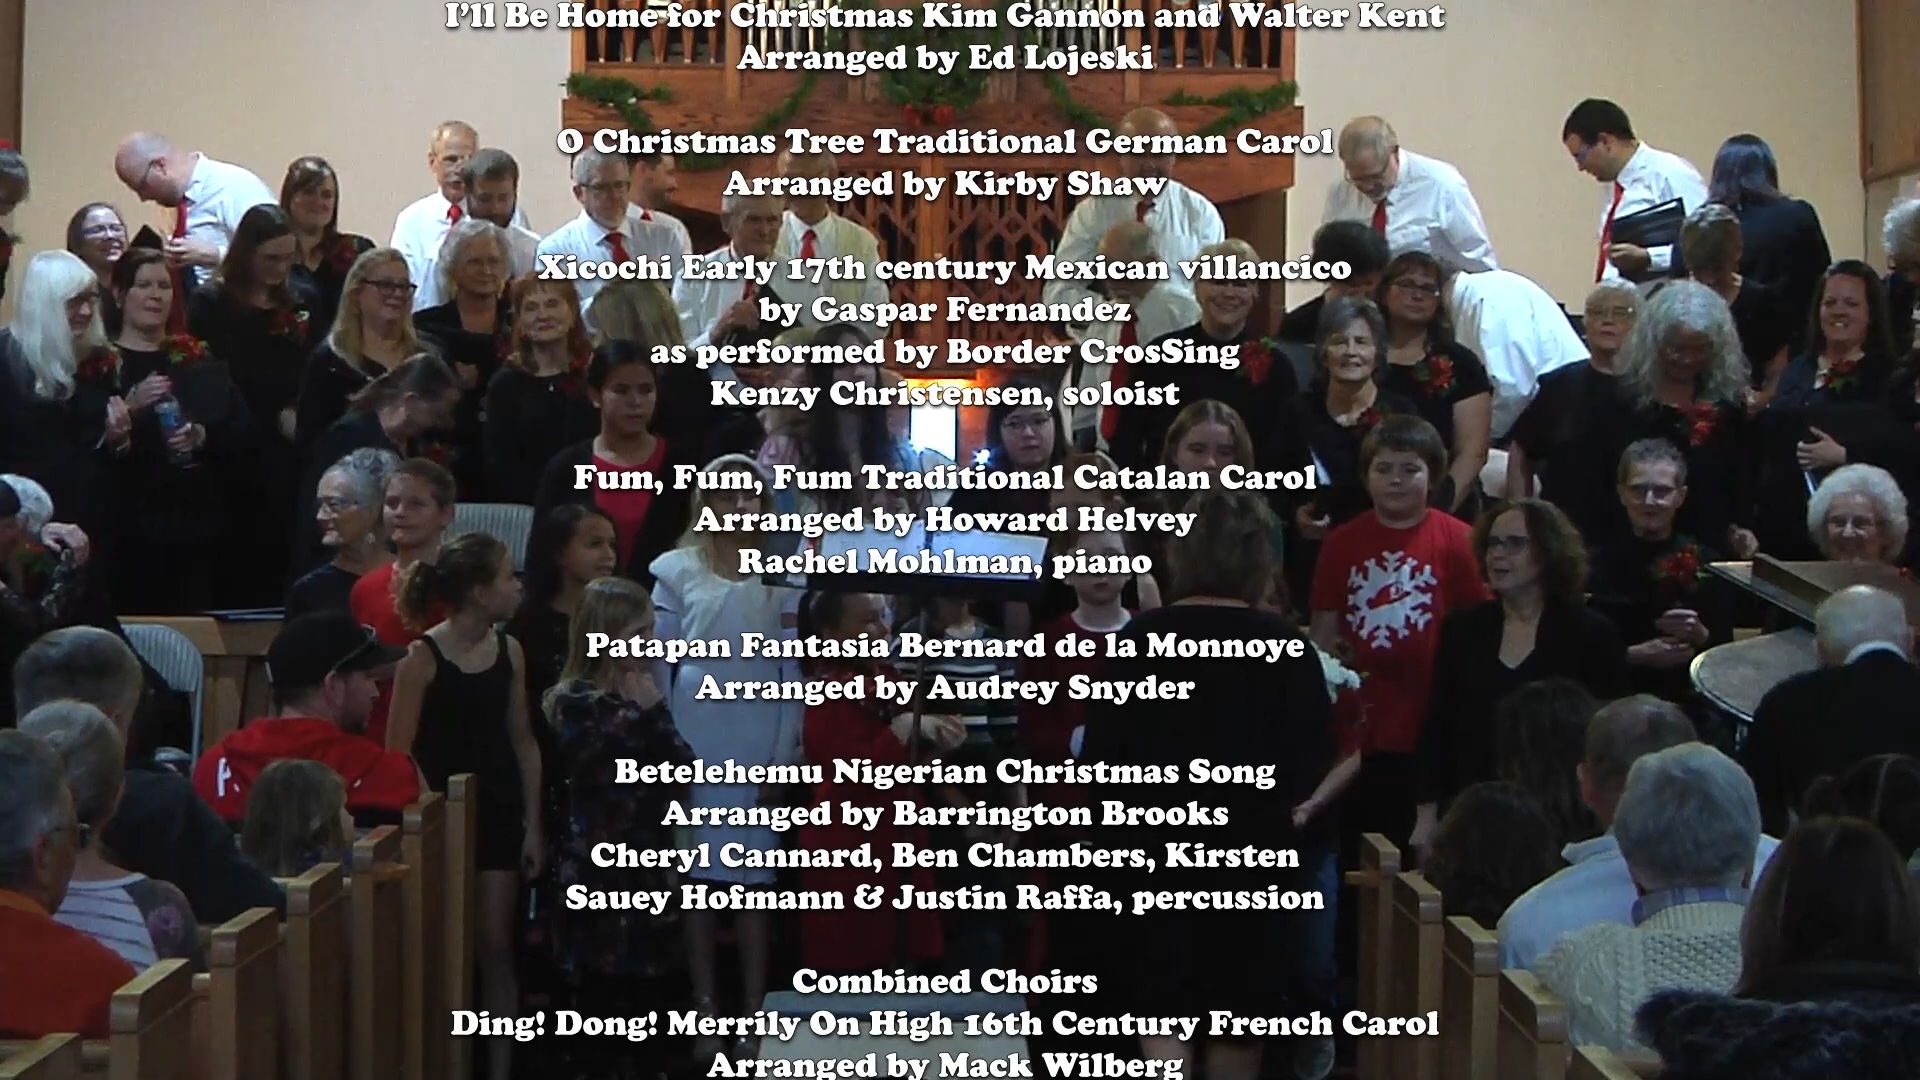 I’ll Be Home for Christmas Kim Gannon and Walter Kent
Arranged by Ed Lojeski
O Christmas Tree Traditional German Carol
Arranged by Kirby Shaw
Xicochi Early 17th century Mexican villancico
by Gaspar Fernandez
as performed by Border CrosSing
Kenzy Christensen, soloist
Fum, Fum, Fum Traditional Catalan Carol
Arranged by Howard Helvey
Rachel Mohlman, piano
Patapan Fantasia Bernard de la Monnoye
Arranged by Audrey Snyder
Betelehemu Nigerian Christmas Song
Arranged by Barrington Brooks
Cheryl Cannard, Ben Chambers, Kirsten
Sauey Hofmann & Justin Raffa, percussion
Combined Choirs
Ding! Dong! Merrily On High 16th Century French Carol
Arranged by Mack Wilberg